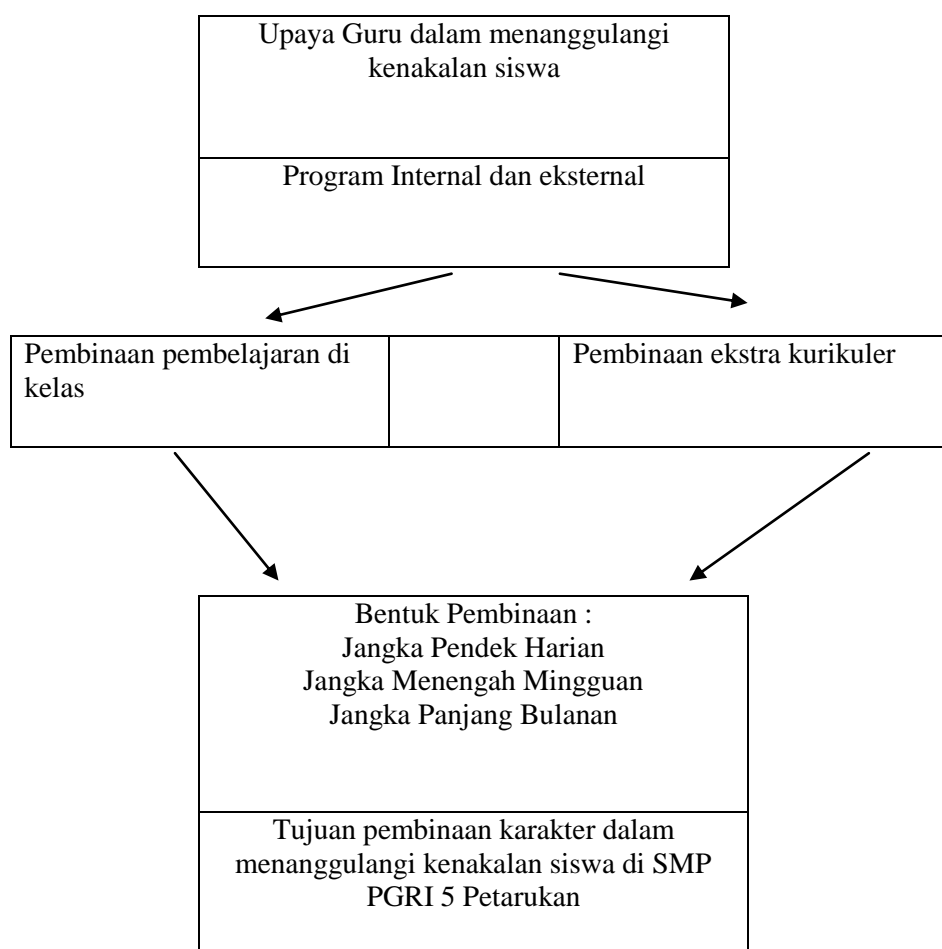 Upaya Guru dalam menanggulangi
kenakalan siswa
Program Internal dan eksternal
Pembinaan pembelajaran di
kelas
Pembinaan ekstra kurikuler
Bentuk Pembinaan :
Jangka Pendek Harian
Jangka Menengah Mingguan
Jangka Panjang Bulanan
Tujuan pembinaan karakter dalam
menanggulangi kenakalan siswa di SMP
PGRI 5 Petarukan